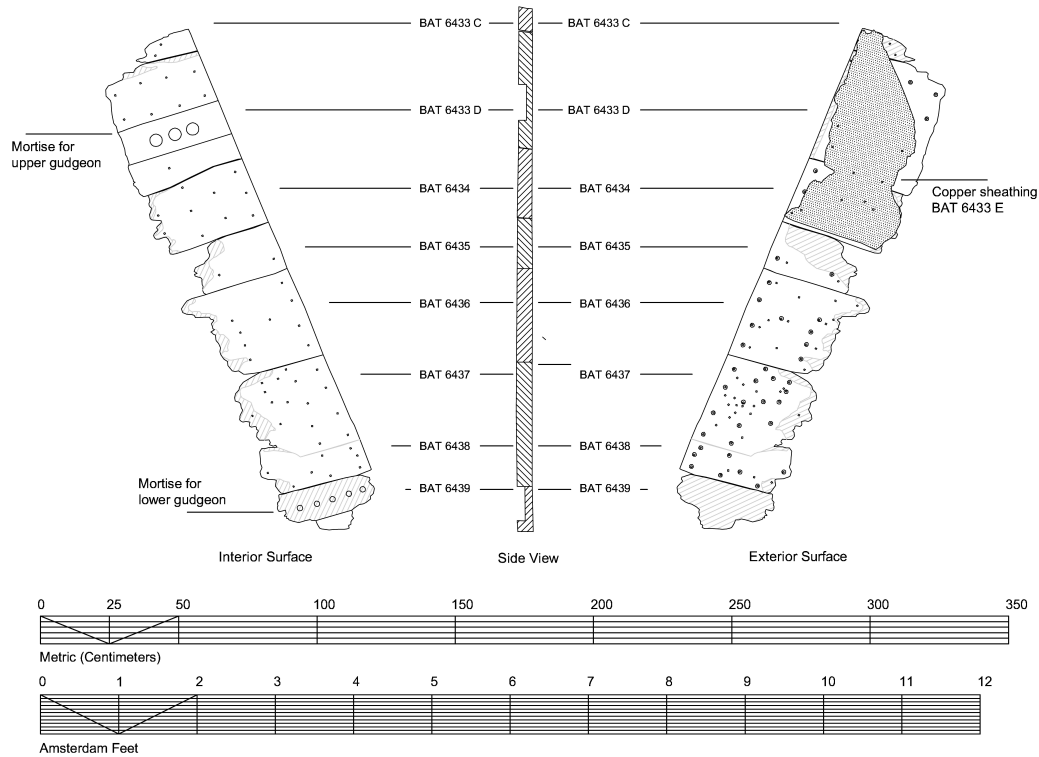 BAT 6433 C
BAT 6433 C
BAT 6433 D
BAT 6433 D
Mortise for
upper gudgeon
BAT 6434
BAT 6434
Copper sheathing
BAT 6433 E
BAT 6435
BAT 6435
BAT 6436
BAT 6436
BAT 6437
BAT 6437
BAT 6438
BAT 6438
Mortise for
lower gudgeon
BAT 6439
BAT 6439
Interior Surface
Side View
Exterior Surface
0 25 50 100 150 200 250 300 350
Metric (Centimeters)
0 1 2 3 4 5 6 7 8 9 10 11 12
Amsterdam Feet